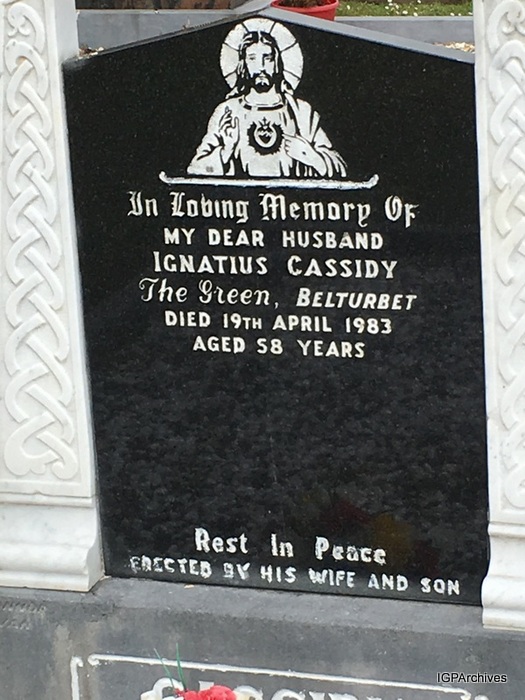 In Loving Memory Of
MY DEAR HUSBAND
IGNATIUS CASSIDY
The Green, BELTURBET
DIED 19TH APRIL 1983
AGED 58 YEARS
Rest In Peace
ERECTED BY HIS WIFE AND SON
IGPArchives